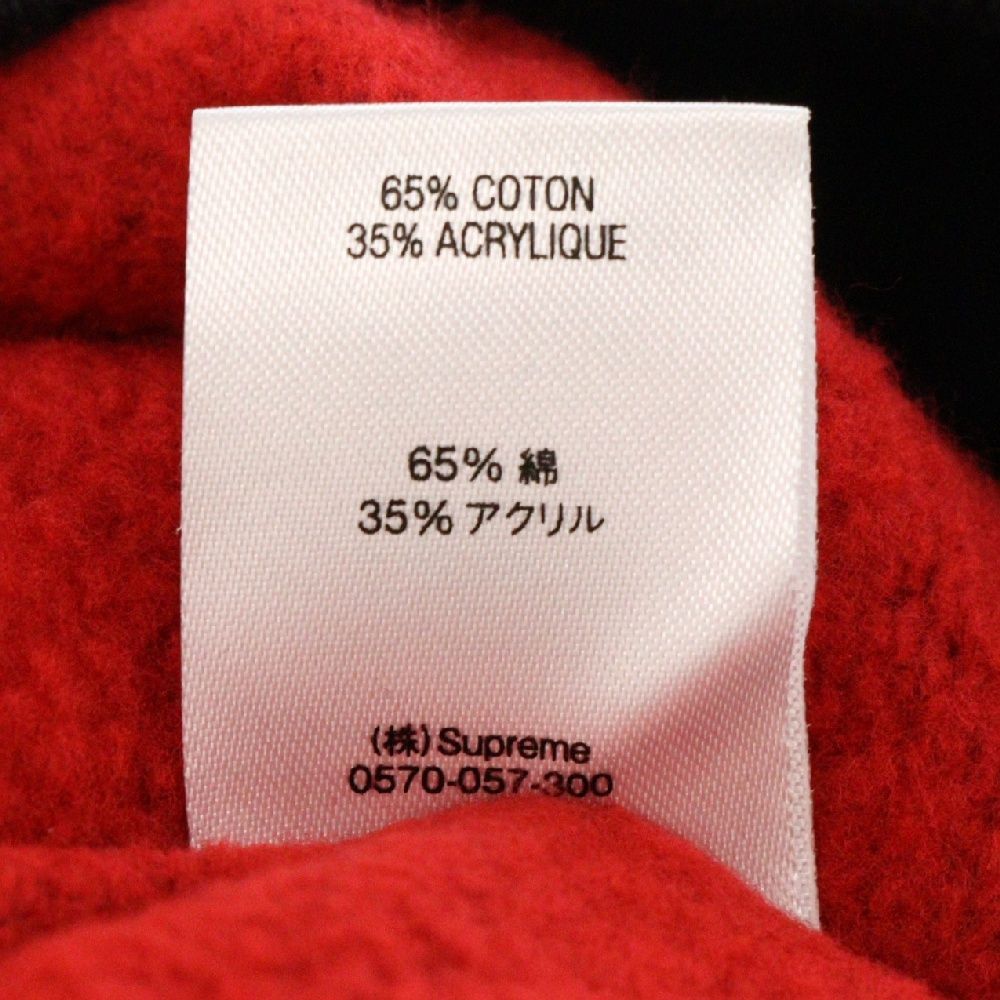 65% COTON
35% ACRYLIQUE
65% 綿
35% アクリル
(株)Supreme
0570-057-300